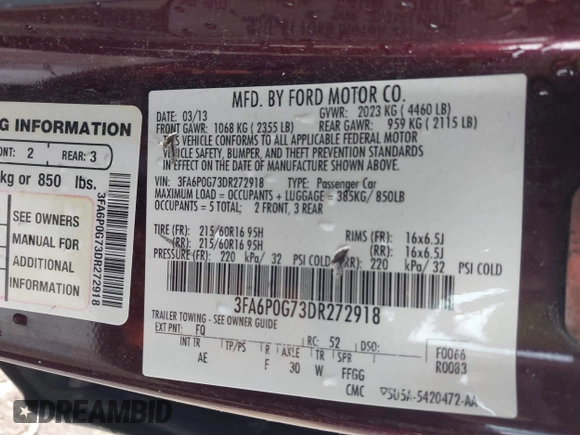 G INFORMATION
ONT: 2 REAR: 3
kg or 850 lbs.
SEE OWNERS
MANUAL FOR
ADDITIONAL
INFORMATION
3FA6P0G73DR272918
MFD. BY FORD MOTOR CO.
DATE: 03/13 GVWR: 2023 KG ( 4460 LB)
FRONT GAWR: 1068 KG ( 2355 LB) REAR GAWR: 959 KG ( 2115 LB)
VEHICLE CONFORMS TO ALL APPLICABLE FEDERAL MOTOR
VEHICLE SAFETY, BUMPER, AND THEFT PREVENTION STANDARDS
IN EFFECT ON THE DATE OF MANUFACTURE SHOWN ABOVE.
VIN: 3FA6P0G73DR272918 TYPE: Passenger Car
MAXIMUM LOAD = OCCUPANTS + LUGGAGE = 385KG/ 850LB
OCCUPANTS = 5 TOTAL: 2 FRONT, 3 REAR
TIRE (FR): 215/60R16 95H RIMS (FR): 16x6.5J
(RR): 215/60R16 95H (RR): 16x6.5J
PRESSURE (FR): 220 kPa/ 32 PSI COLD (RR): 220 kPa/ 32 PSI COLD
3FA6P0G73DR272918
TRAILER TOWING - SEE OWNER GUIDE
EXT PNT: FQ RC: 52 DSO:
INT TR TP/PS R AXLE TR SPR F0066
AE F 30 W FFGG R0083
CMC 5U5A-5420472-AA
DREAMBID